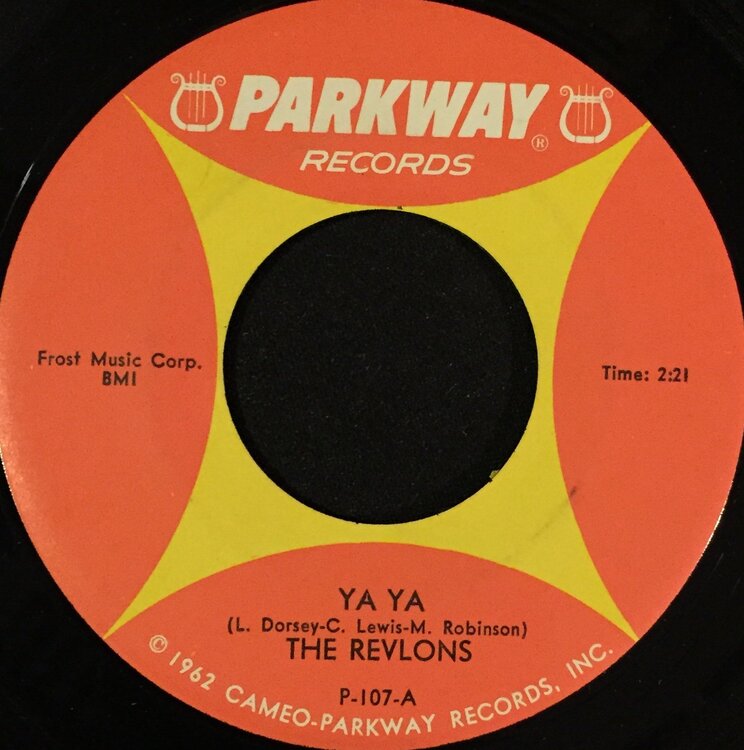 PARKWAY®
RECORDS
Frost Music Corp.
BMI
Time: 2:21
YA YA
(L. Dorsey-C. Lewis-M. Robinson)
THE REVLONS
P-107-A
© 1962 CAMEO-PARKWAY RECORDS, INC.